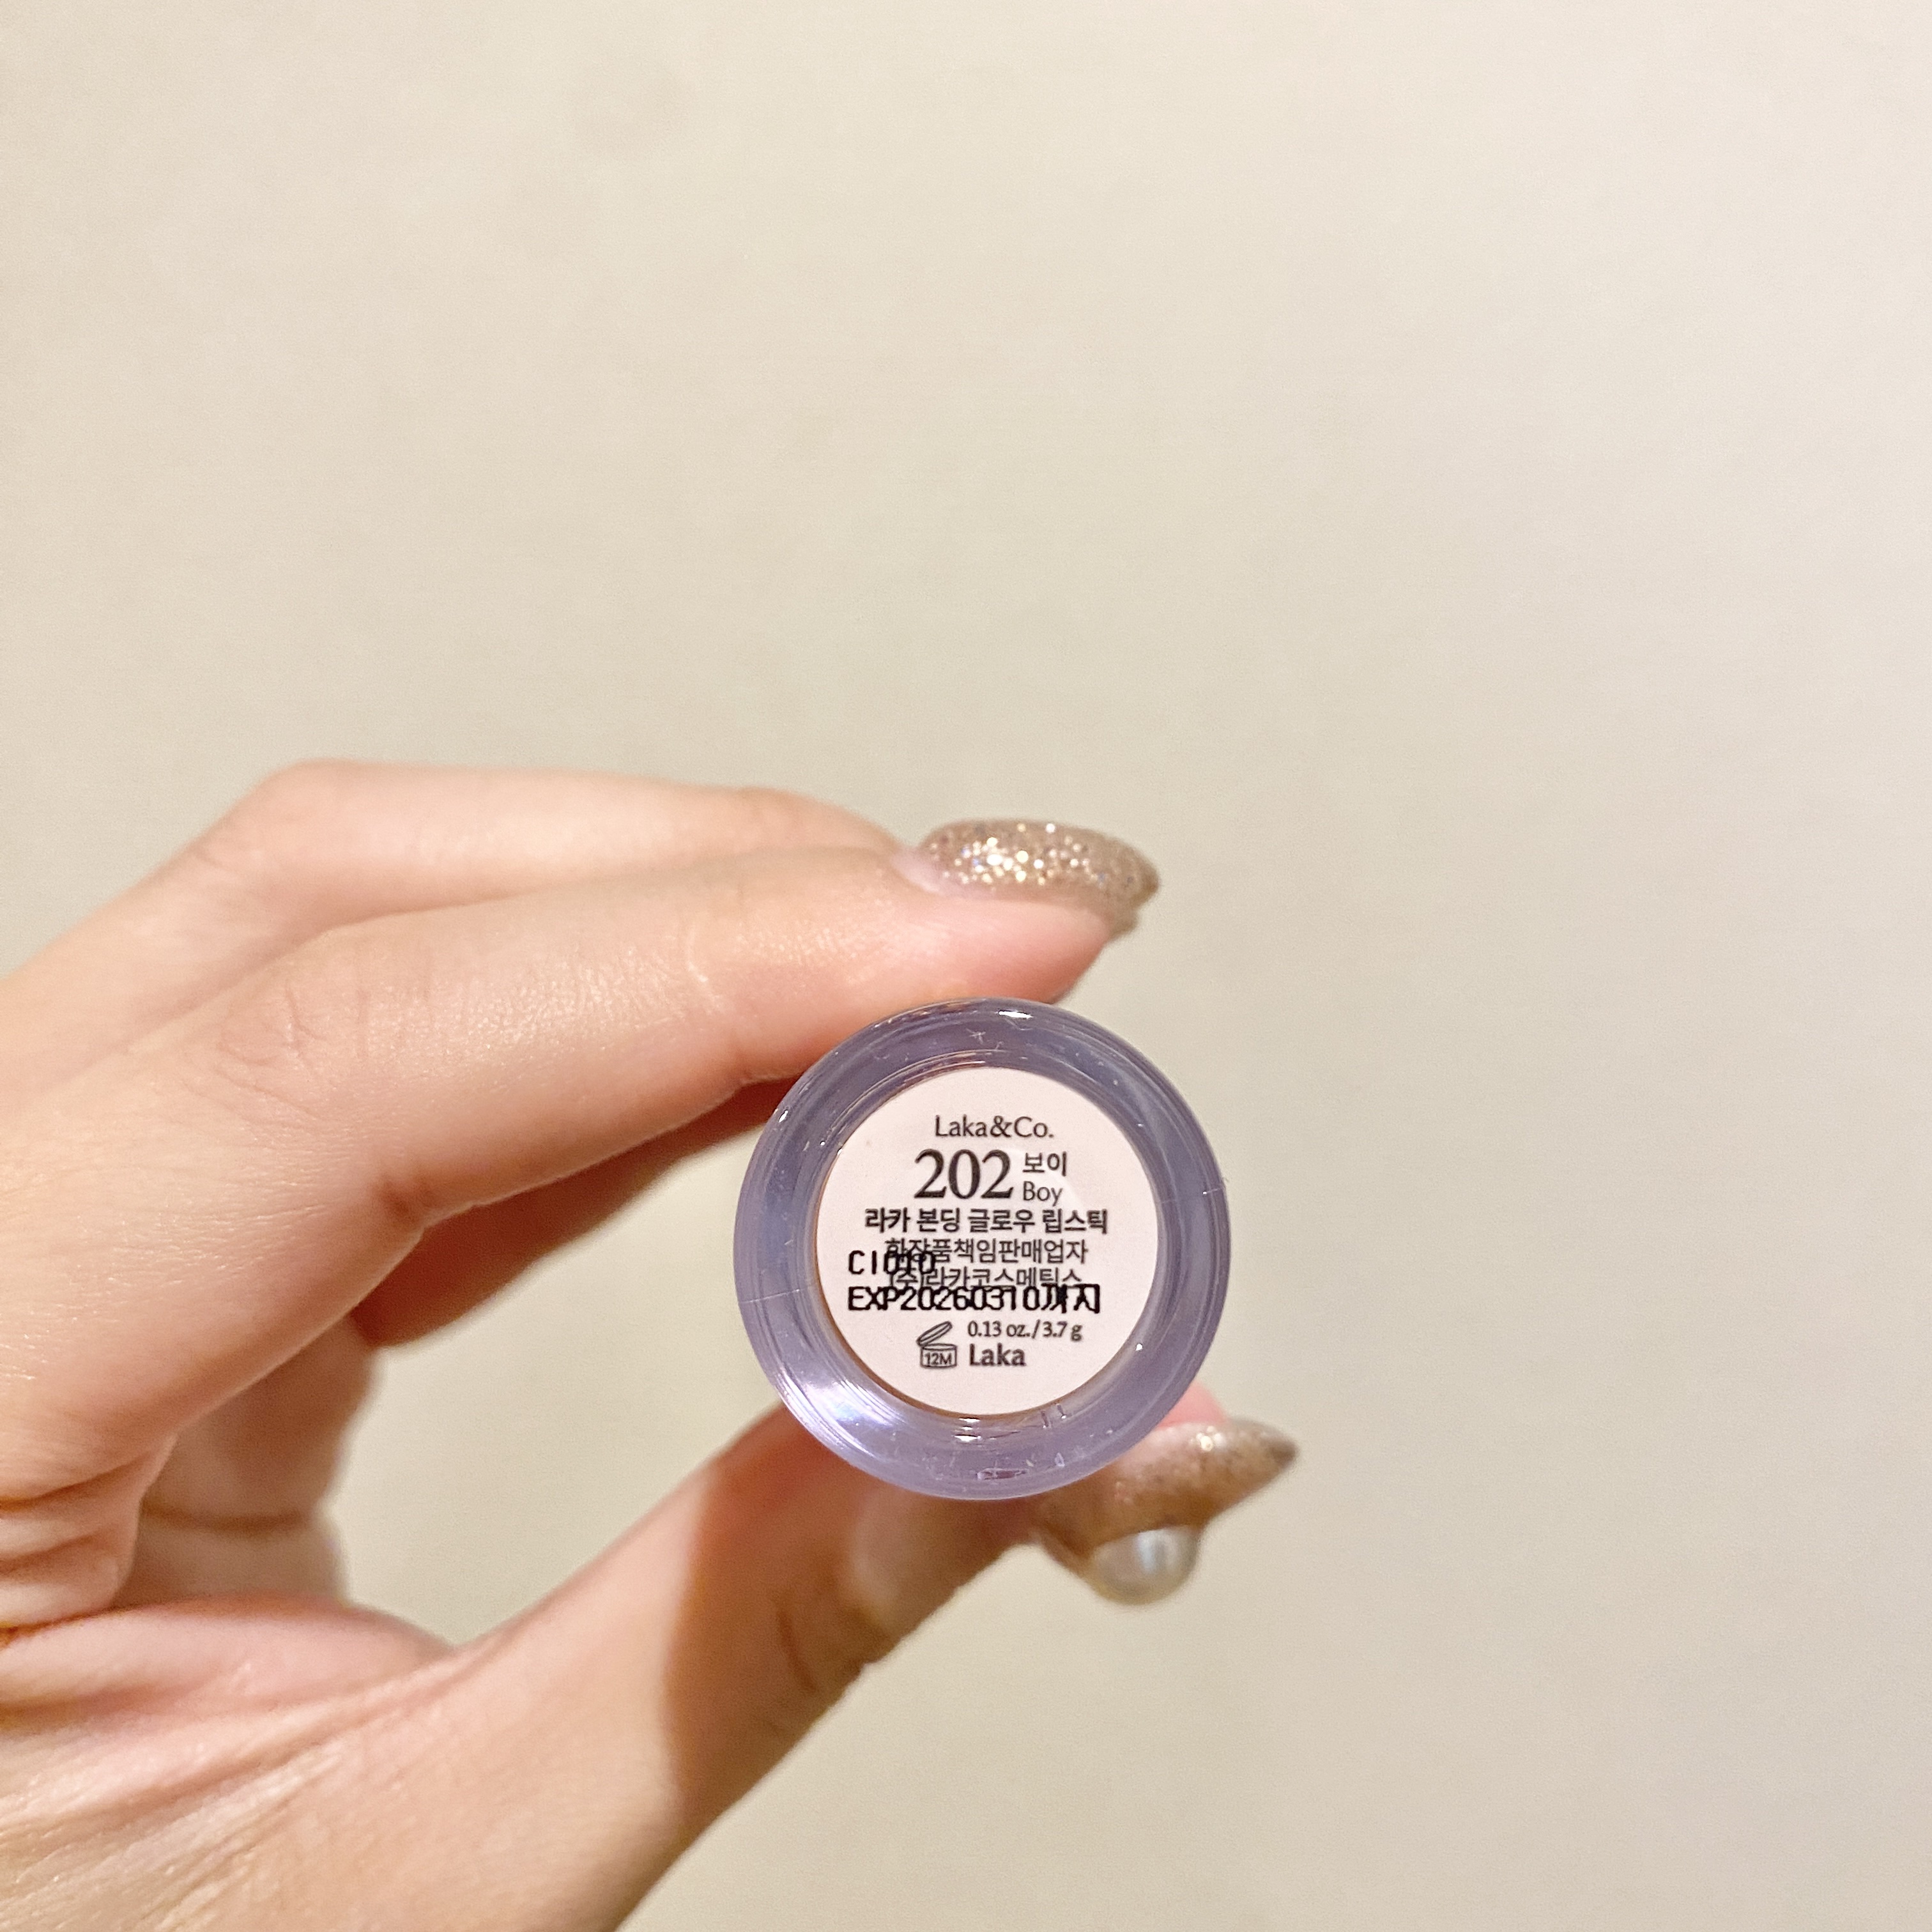 Laka&Co.
202 보이
Boy
라카 본딩 글로우 립스틱
화장품책임판매업자
CI010
(주)라카코스메틱스
EXP20260310까지
0.13 oz./3.7 g
12M Laka